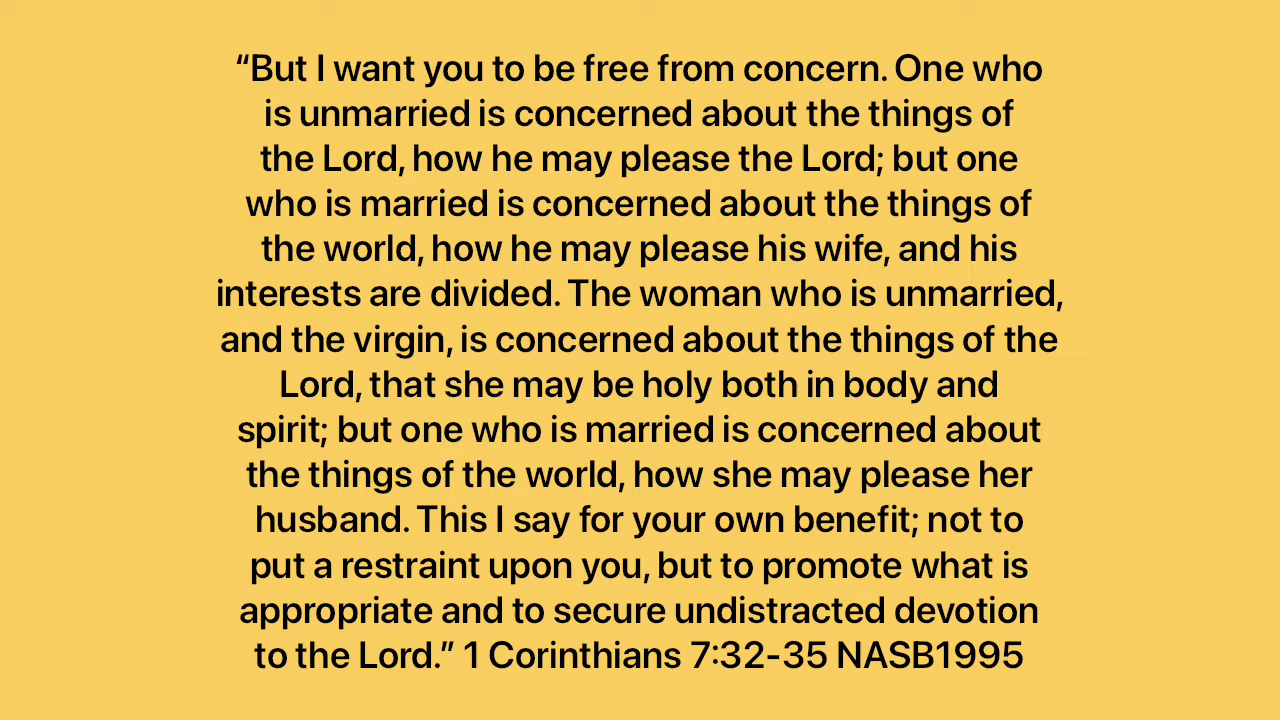 “But I want you to be free from concern. One who
is unmarried is concerned about the things of
the Lord, how he may please the Lord; but one
who is married is concerned about the things of
the world, how he may please his wife, and his
interests are divided. The woman who is unmarried,
and the virgin, is concerned about the things of the
Lord, that she may be holy both in body and
spirit; but one who is married is concerned about
the things of the world, how she may please her
husband. This I say for your own benefit; not to
put a restraint upon you, but to promote what is
appropriate and to secure undistracted devotion
to the Lord.” 1 Corinthians 7:32-35 NASB1995